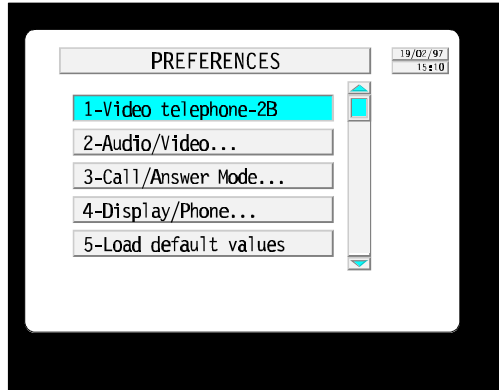 PREFERENCES
19/02/97
15:10
1-Video telephone-2B
2-Audio/Video...
3-Call/Answer Mode...
4-Display/Phone...
5-Load default values